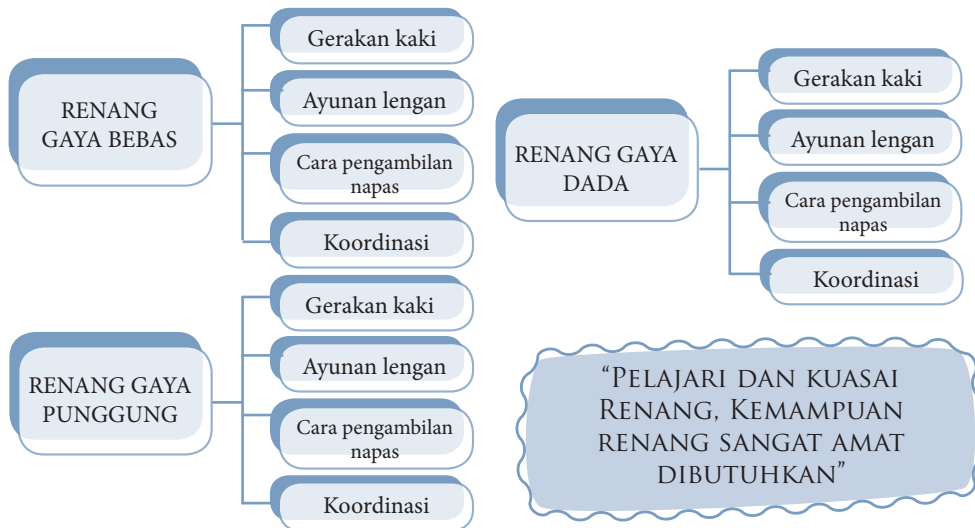 RENANG
GAYA BEBAS
Gerakan kaki
Ayunan lengan
Cara pengambilan
napas
Koordinasi
RENANG GAYA
PUNGGUNG
Gerakan kaki
Ayunan lengan
Cara pengambilan
napas
Koordinasi
RENANG GAYA
DADA
Gerakan kaki
Ayunan lengan
Cara pengambilan
napas
Koordinasi
“PELAJARI DAN KUASAI
RENANG, KEMAMPUAN
RENANG SANGAT AMAT
DIBUTUHKAN”